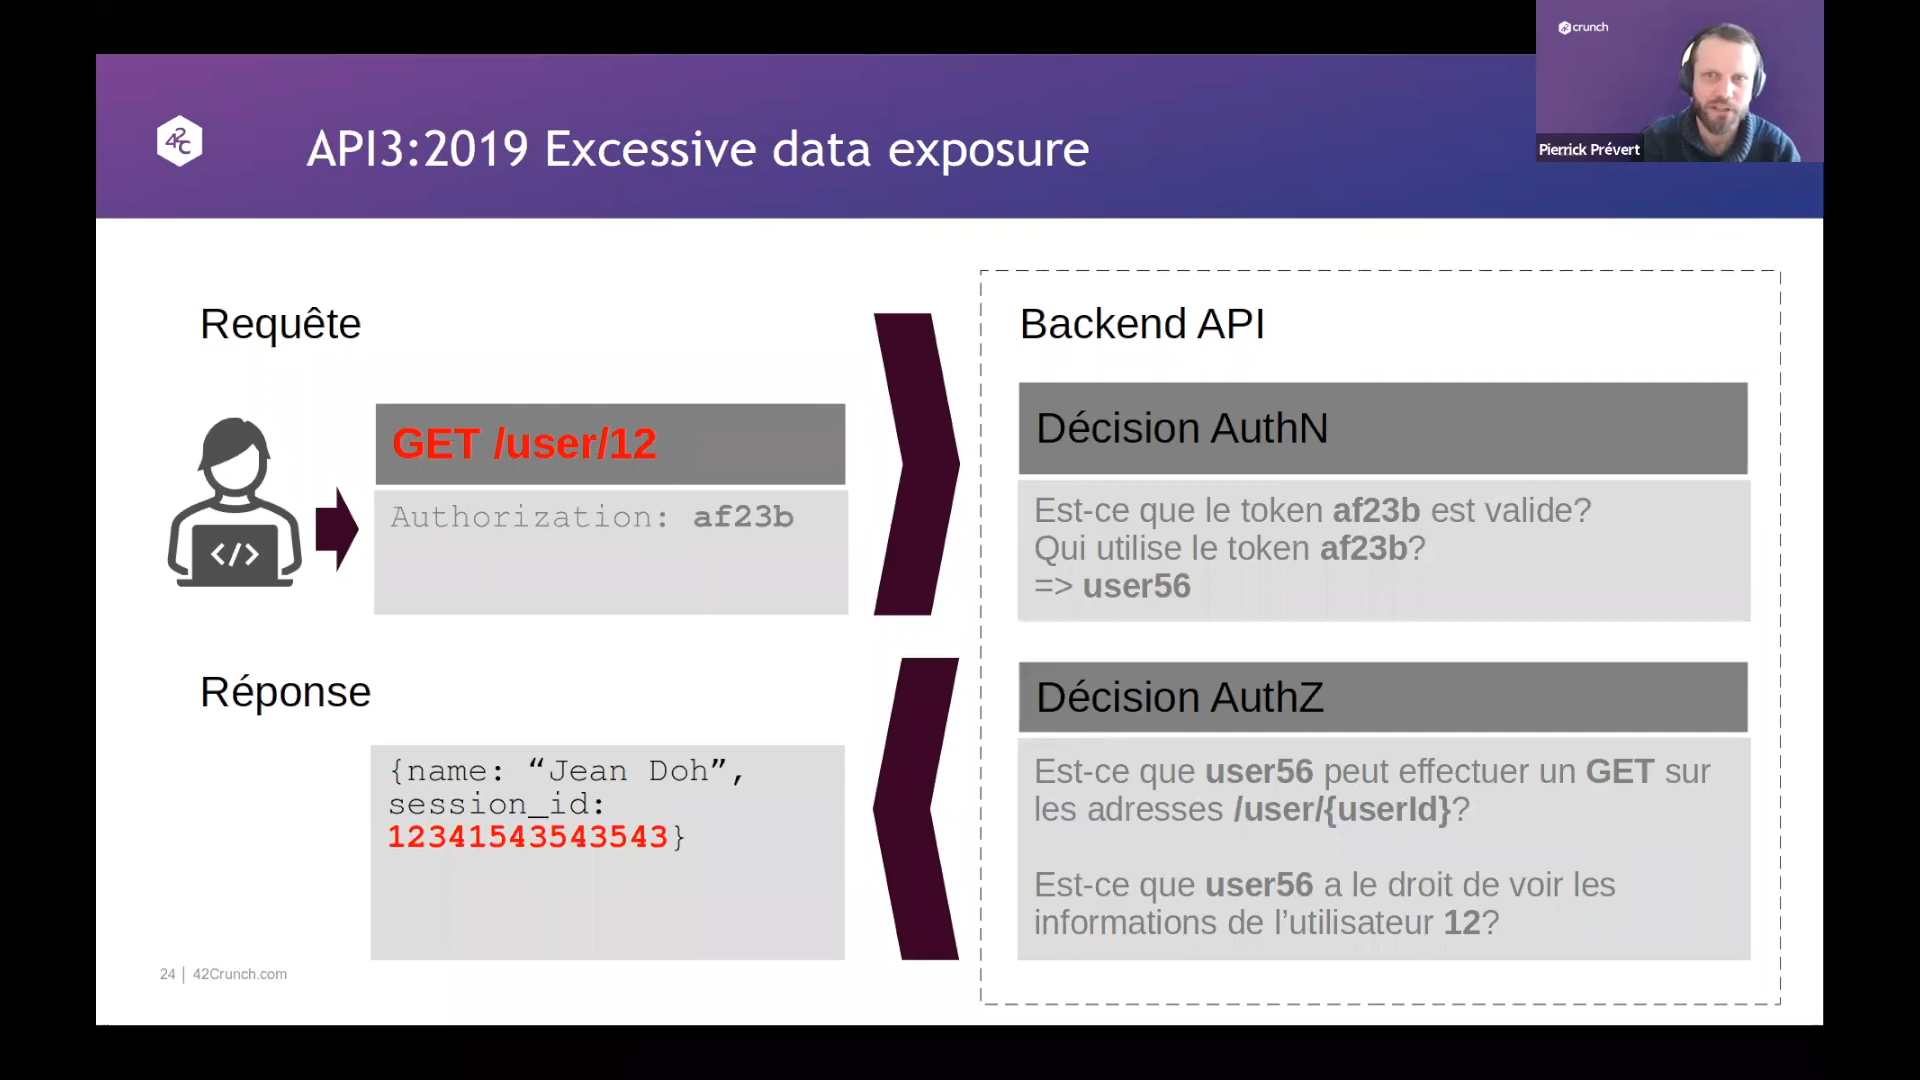 crunch
Pierrick Prévert
42c
API3:2019 Excessive data exposure
Requête
GET /user/12
Authorization: af23b
</>
Réponse
{name: “Jean Doh”,
session_id:
12341543543543}
Backend API
Décision AuthN
Est-ce que le token af23b est valide?
Qui utilise le token af23b?
=> user56
Décision AuthZ
Est-ce que user56 peut effectuer un GET sur
les adresses /user/{userId}?
Est-ce que user56 a le droit de voir les
informations de l’utilisateur 12?
24 | 42Crunch.com